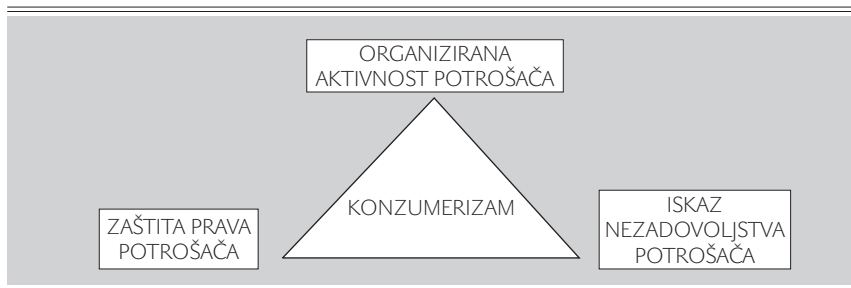 ORGANIZIRANA
AKTIVNOST POTROŠAČA
KONZUMERIZAM
ZAŠTITA PRAVA
POTROŠAČA
ISKAZ
NEZADOVOLJSTVA
POTROŠAČA